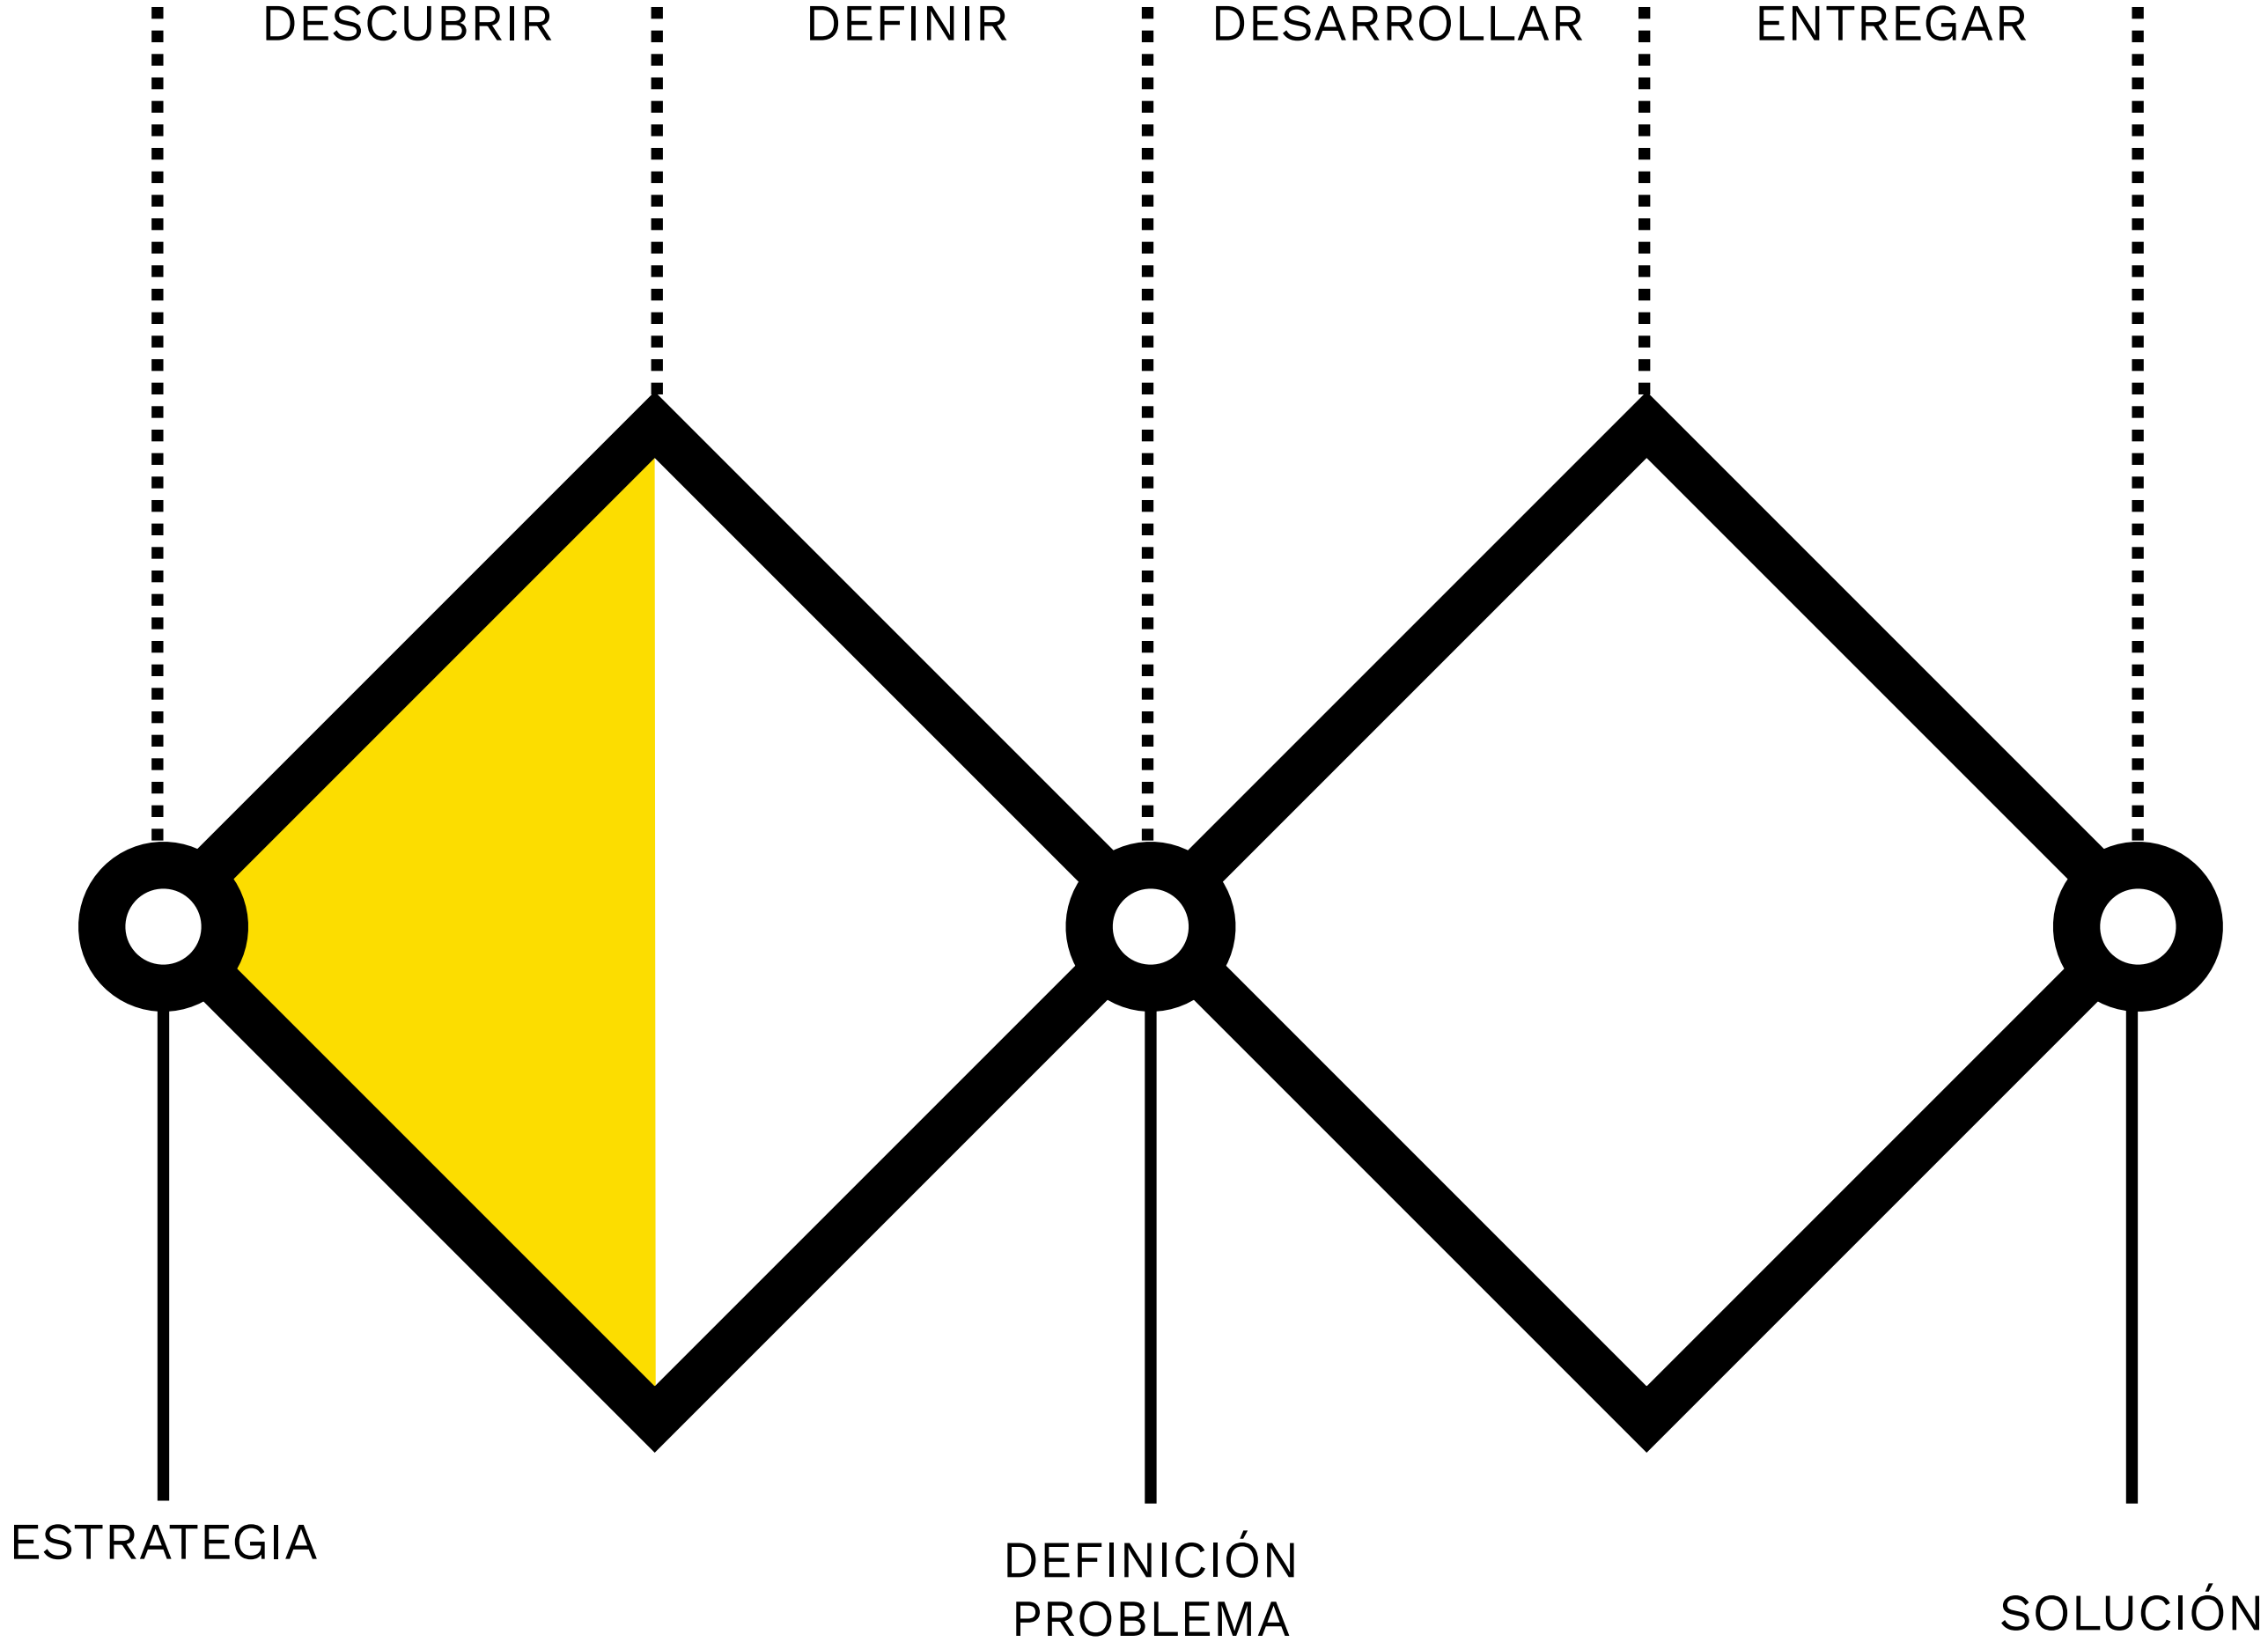 DESCUBRIR
DEFINIR
DESARROLLAR
ENTREGAR
ESTRATEGIA
DEFINICIÓN
PROBLEMA
SOLUCIÓN